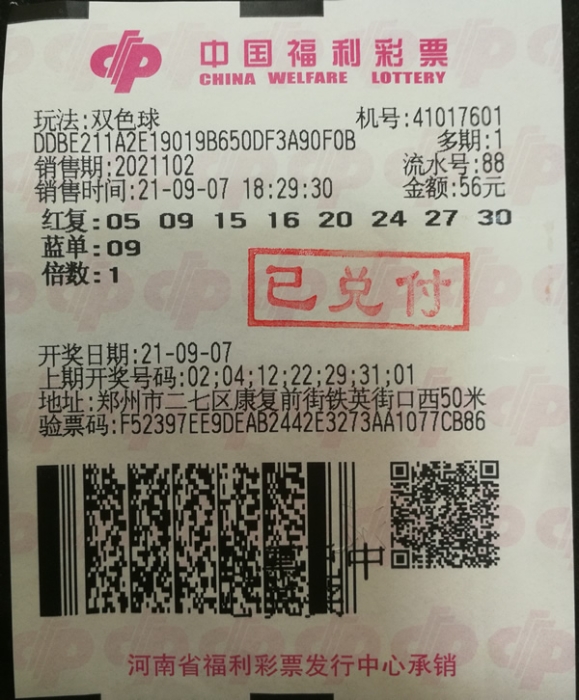 中国福利彩票
CHINA WELFARE LOTTERY
玩法:双色球 机号:41017601
DDBE211A2E19019B650DF3A90F0B 多期:1
销售期:2021102 流水号:88
销售时间:21-09-07 18:29:30 金额:56元
红复:05 09 15 16 20 24 27 30
蓝单:09
倍数:1
已兑付
开奖日期:21-09-07
上期开奖号码:02;04;12;22;29;31;01
地址:郑州市二七区康复前街铁英街口西50米
验票码:F52397EE9DEAB2442E3273AA1077CB86
中
河南省福利彩票发行中心承销